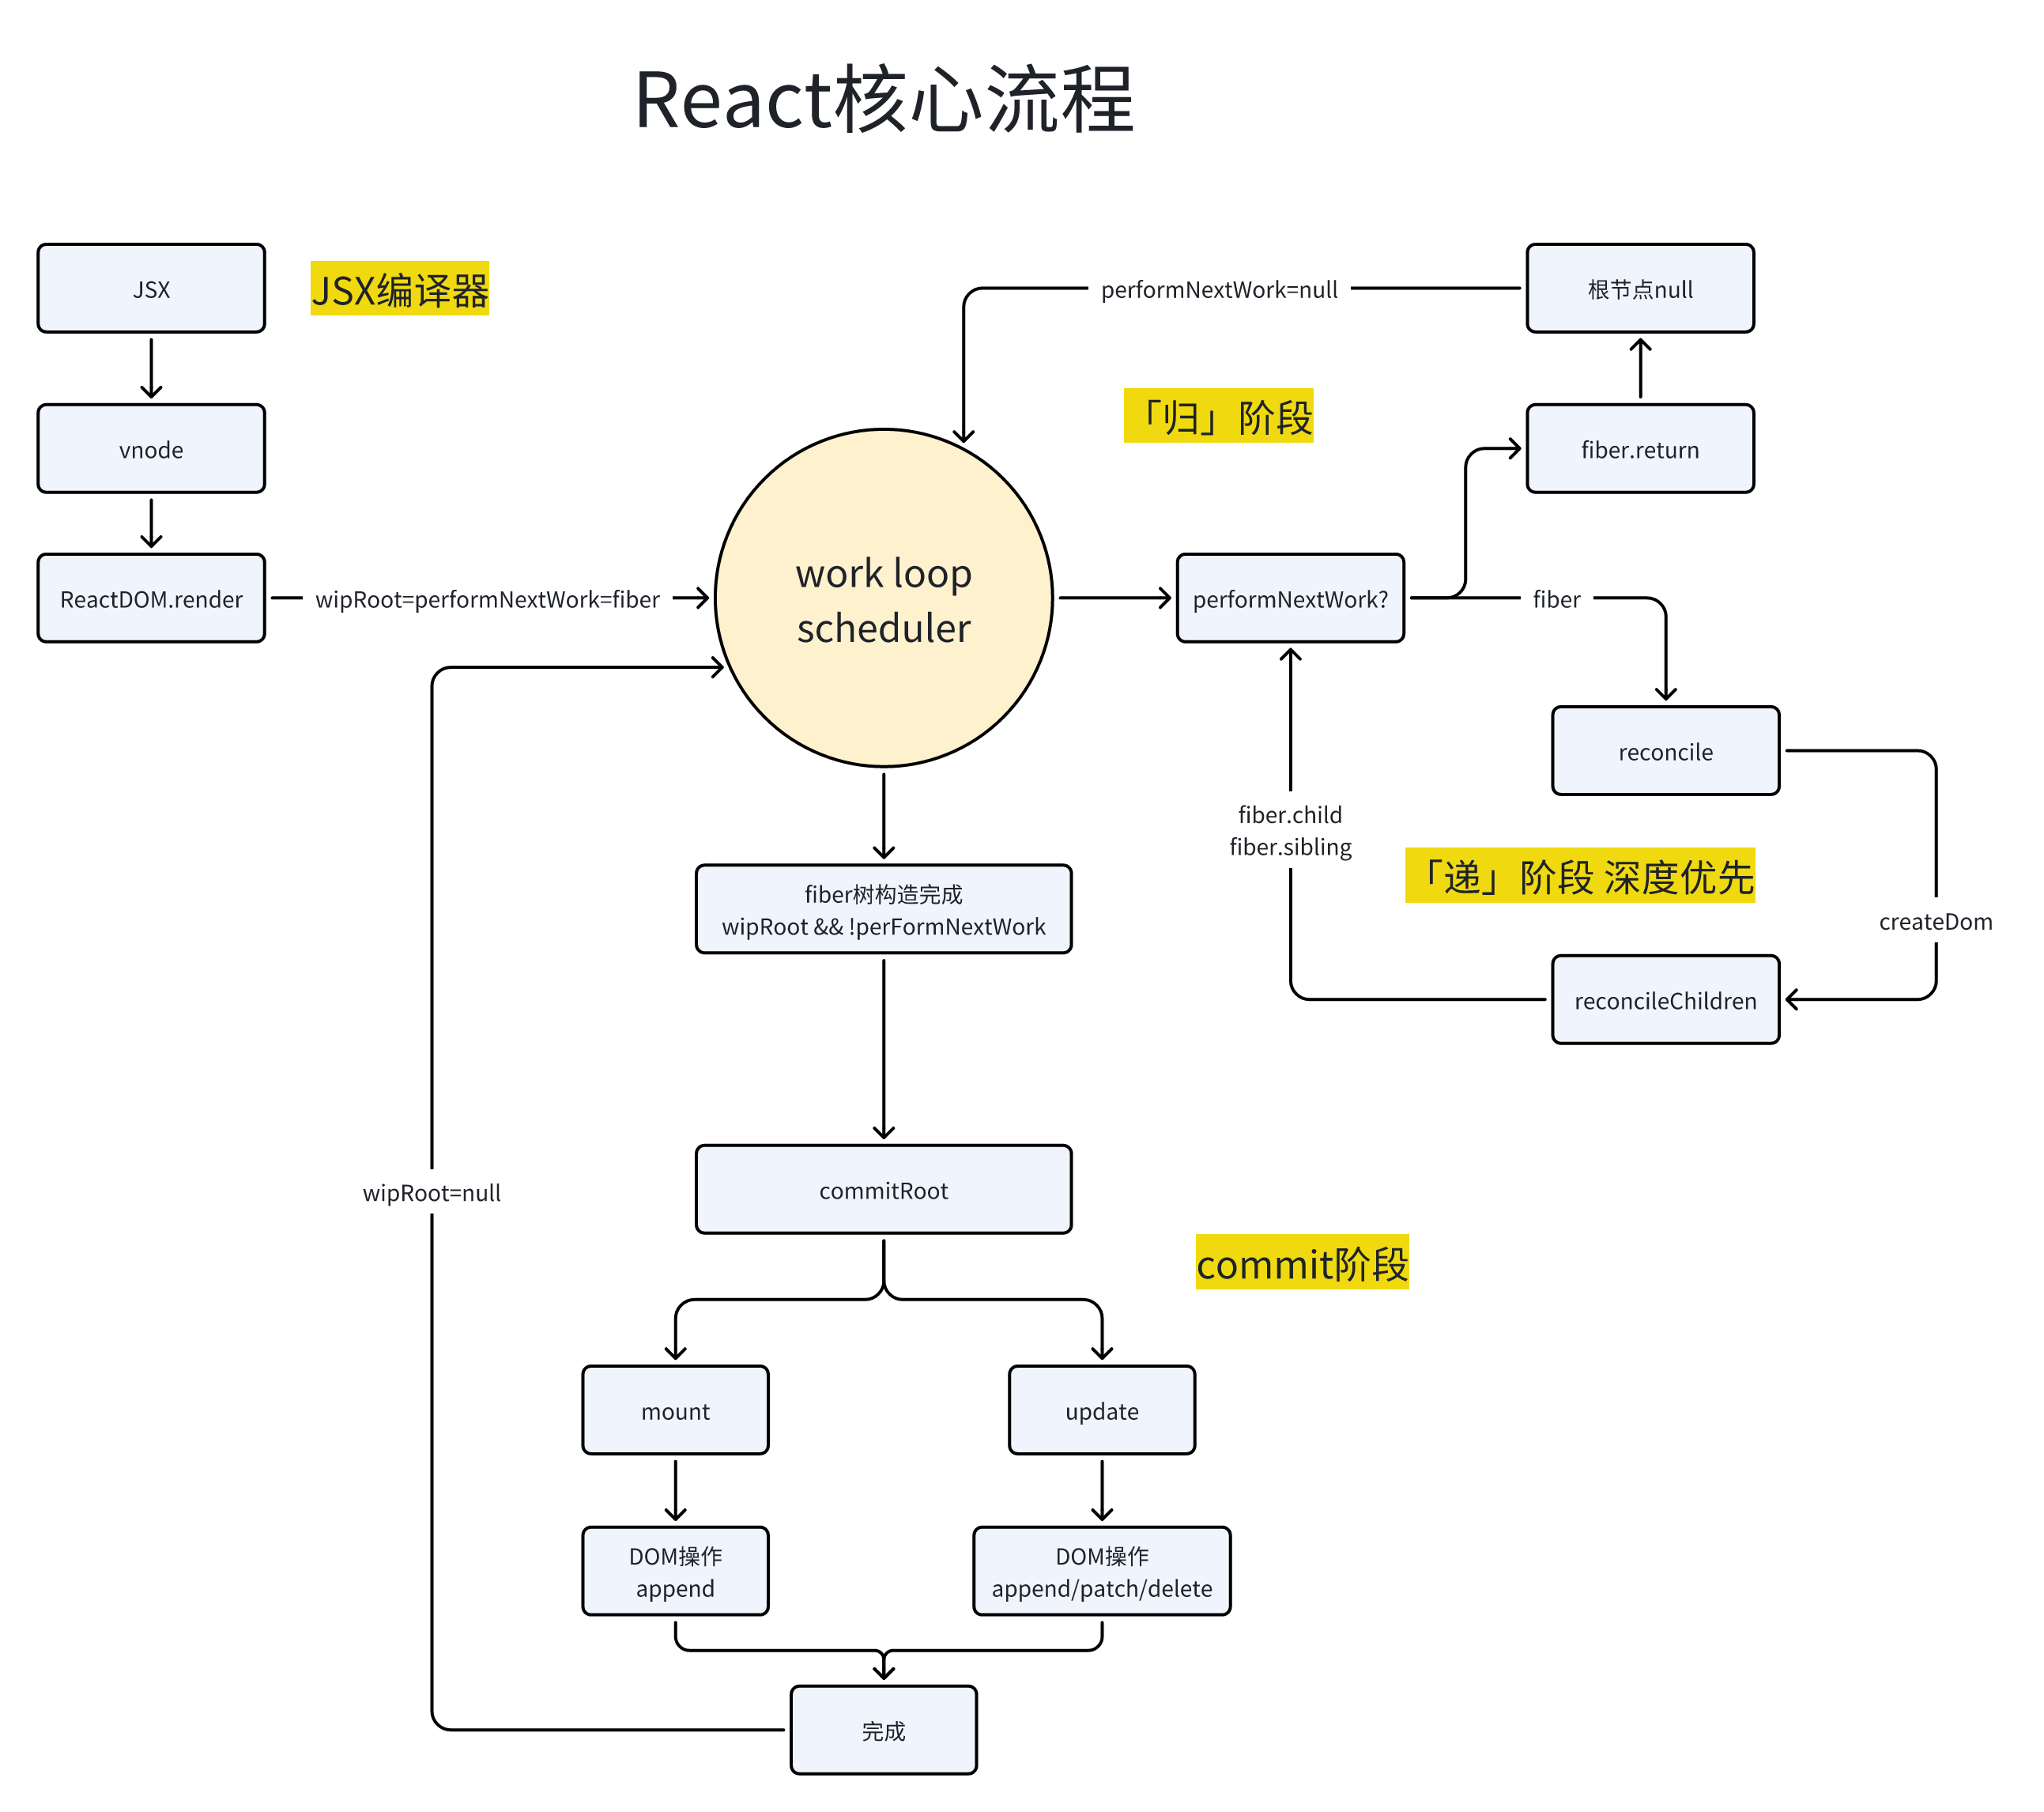 React核心流程
JSX
JSX编译器
vnode
ReactDOM.render
wipRoot=performNextWork=fiber
work loop
scheduler
performNextWork=null
根节点null
「归」阶段
fiber.return
performNextWork?
fiber
reconcile
fiber.child
fiber.sibling
「递」阶段 深度优先
createDom
reconcileChildren
fiber树构造完成
wipRoot && !perFormNextWork
commitRoot
wipRoot=null
commit阶段
mount
update
DOM操作
append
DOM操作
append/patch/delete
完成